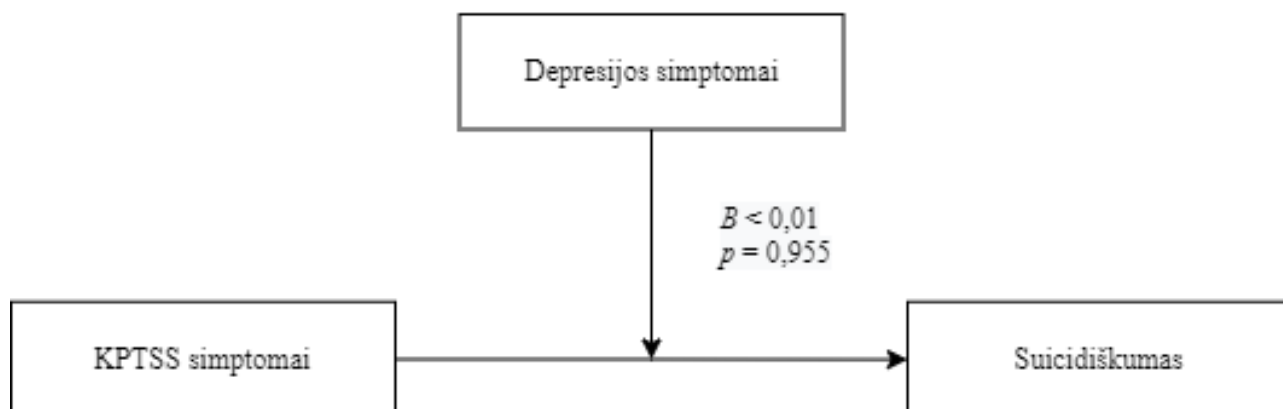 Depresijos simptomai
B < 0,01
p = 0,955
KPTSS simptomai
Suicidiškumas